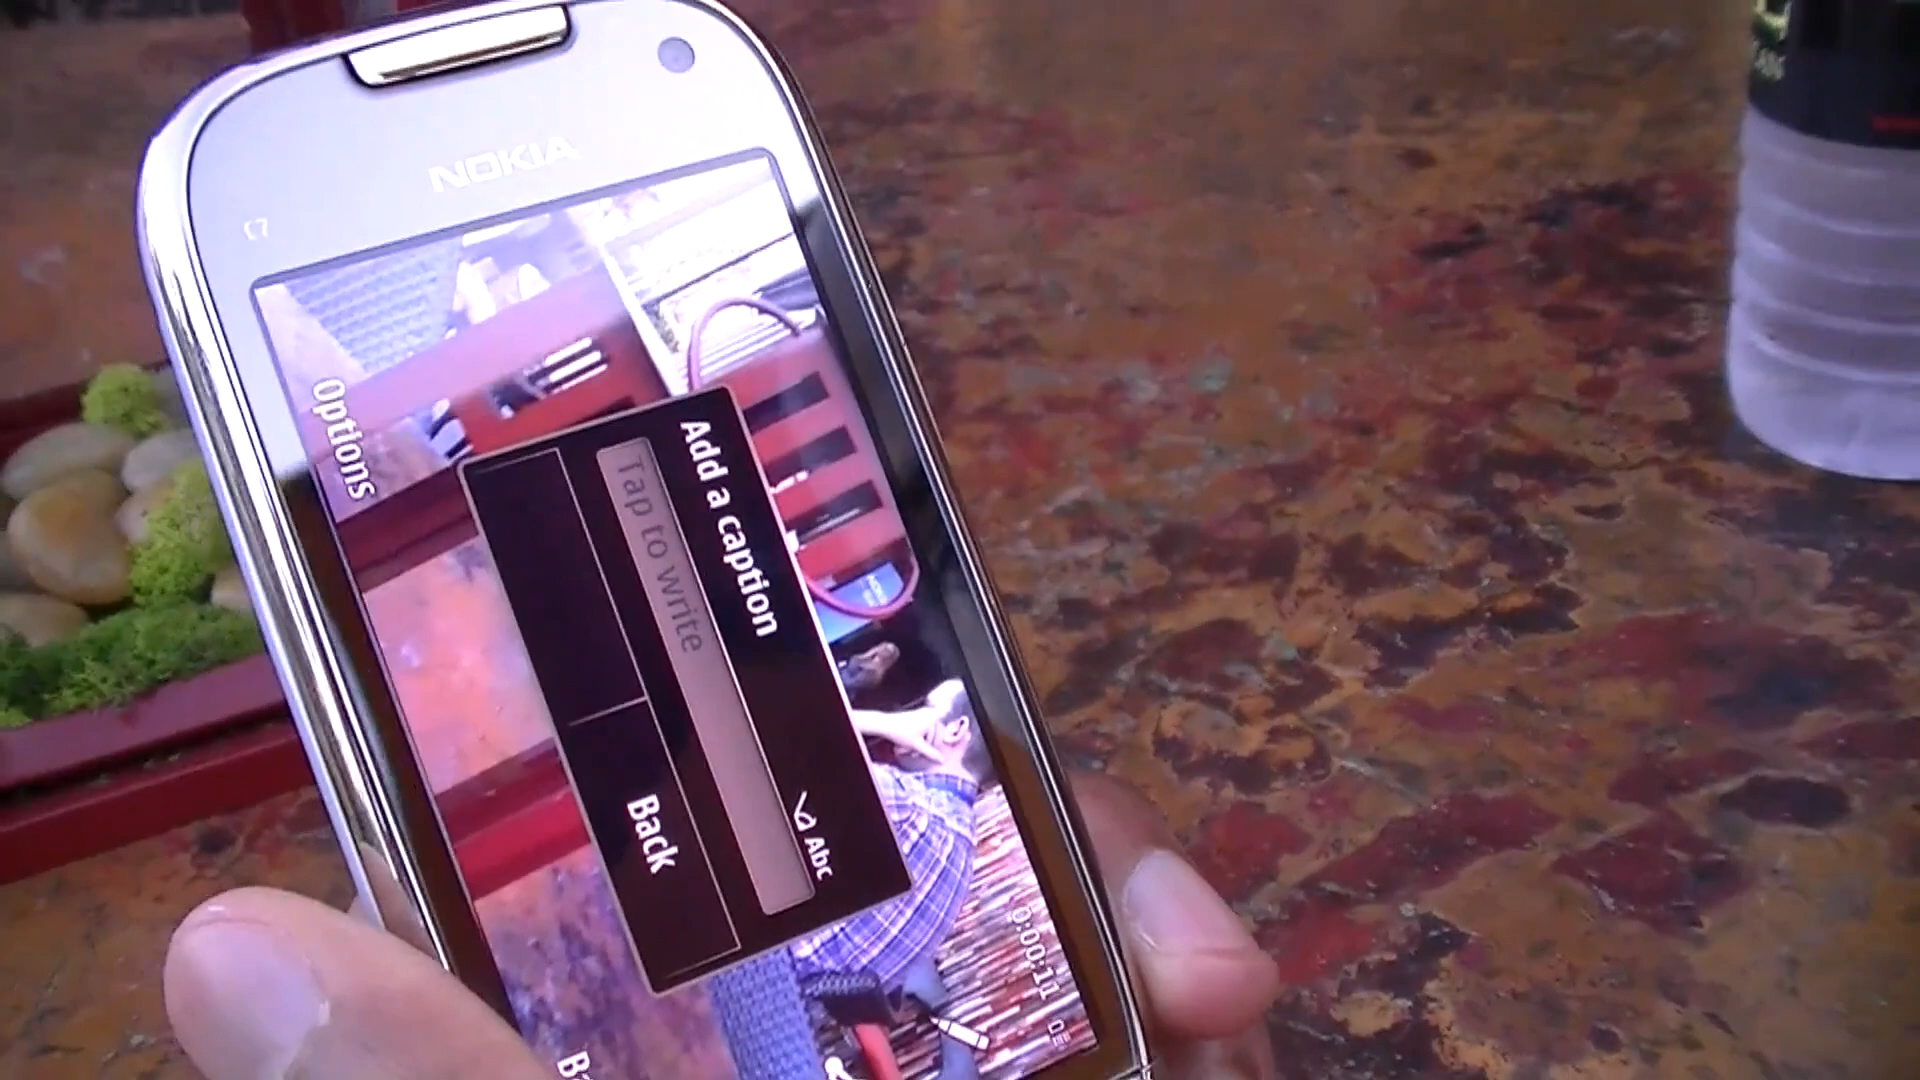 NOKIA
C7
Options
Add a caption
Abc
Tap to write
Back
0:00:11